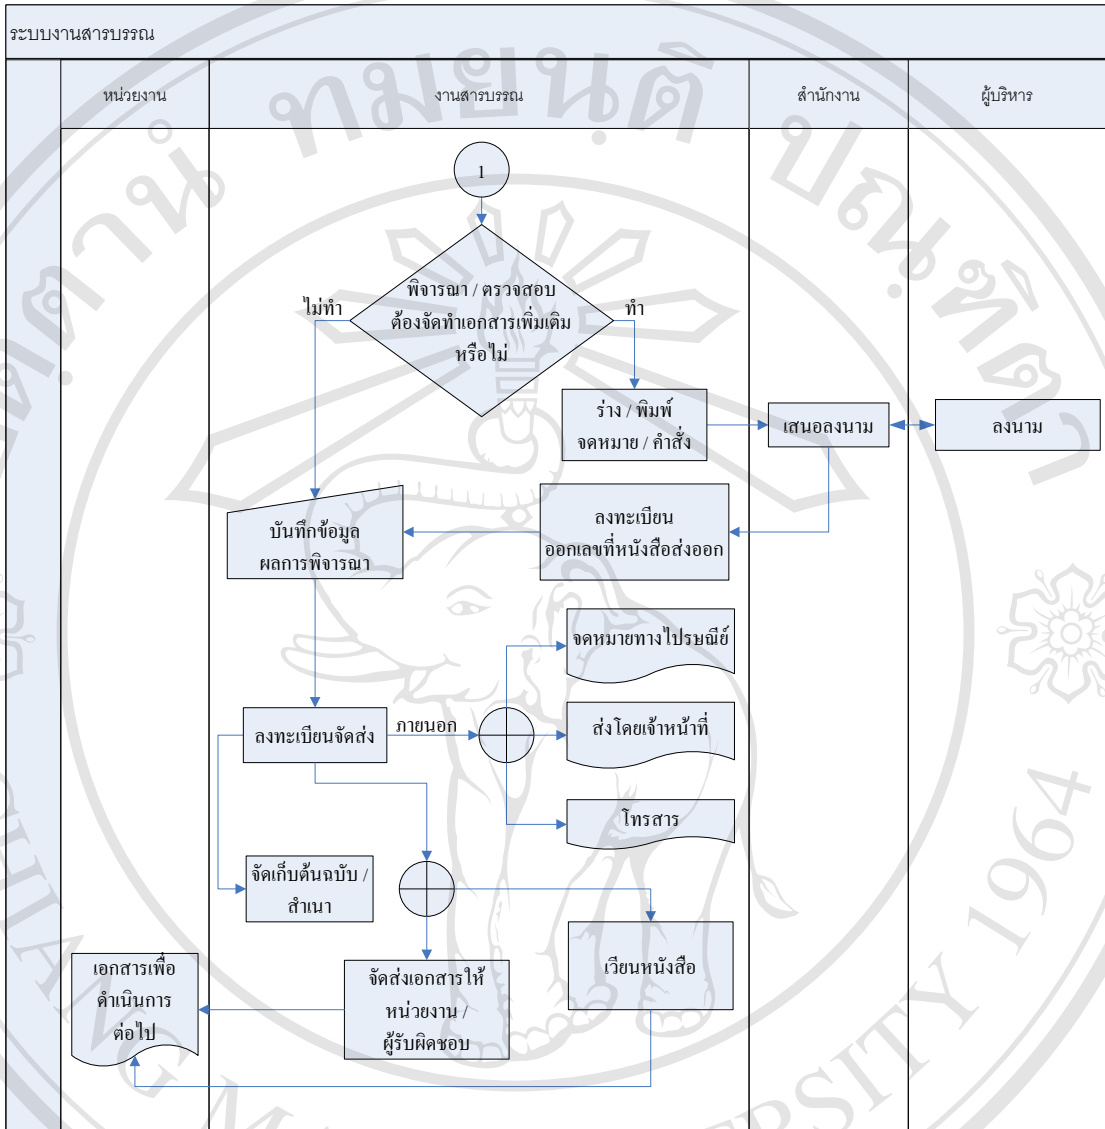 ระบบงานสารบรรณ
หน่วยงาน
งานสารบรรณ
สำนักงาน
ผู้บริหาร
1
พิจารณา / ตรวจสอบ
ต้องจัดทำเอกสารเพิ่มเติม
หรือไม่
ไม่ทำ
ทำ
ร่าง / พิมพ์
จดหมาย / คำสั่ง
เสนอลงนาม
ลงนาม
บันทึกข้อมูล
ผลการพิจารณา
ลงทะเบียน
ออกเลขที่หนังสือส่งออก
จดหมายทางไปรษณีย์
ลงทะเบียนจัดส่ง
ภายนอก
ส่งโดยเจ้าหน้าที่
โทรสาร
จัดเก็บต้นฉบับ /
สำเนา
เอกสารเพื่อ
ดำเนินการ
ต่อไป
จัดส่งเอกสารให้
หน่วยงาน /
ผู้รับผิดชอบ
เวียนหนังสือ